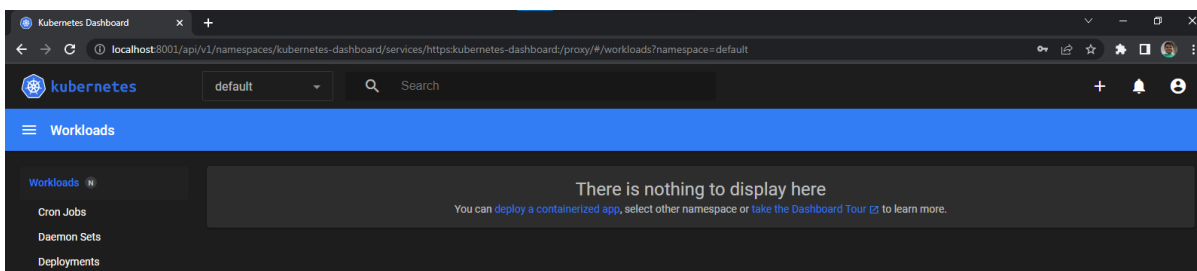 Kubernetes Dashboard
localhost:8001/api/v1/namespaces/kubernetes-dashboard/services/https:kubernetes-dashboard:/proxy/#/workloads?namespace=default
kubernetes default Search
Workloads
Workloads N
There is nothing to display here
You can deploy a containerized app, select other namespace or take the Dashboard Tour to learn more.
Cron Jobs
Daemon Sets
Deployments